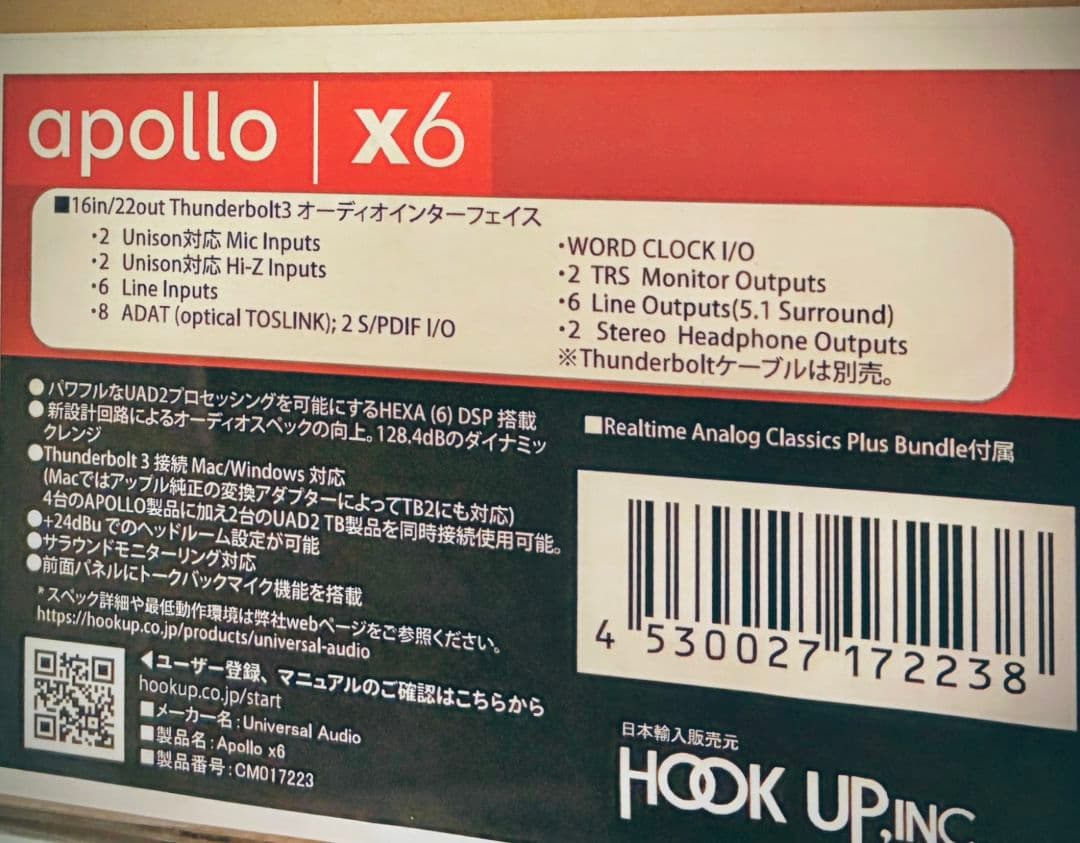 apollo | x6
■16in/22out Thunderbolt3 オーディオインターフェイス
・2 Unison対応 Mic Inputs
・2 Unison対応 Hi-Z Inputs
・6 Line Inputs
・8 ADAT (optical TOSLINK); 2 S/PDIF I/O
・WORD CLOCK I/O
・2 TRS Monitor Outputs
・6 Line Outputs(5.1 Surround)
・2 Stereo Headphone Outputs
※Thunderboltケーブルは別売。
●パワフルなUAD2プロセッシングを可能にするHEXA (6) DSP 搭載
●新設計回路によるオーディオスペックの向上。128.4dBのダイナミッ
クレンジ
●Thunderbolt 3 接続 Mac/Windows 対応
(Macではアップル純正の変換アダプターによってTB2にも対応)
4台のAPOLLO製品に加え2台のUAD2 TB製品を同時接続使用可能。
●+24dBu でのヘッドルーム設定が可能
●サラウンドモニターリング対応
●前面パネルにトークバックマイク機能を搭載
*スペック詳細や最低動作環境は弊社webページをご参照ください。
https://hookup.co.jp/products/universal-audio
◀ユーザー登録、マニュアルのご確認はこちらから
hookup.co.jp/start
■メーカー名：Universal Audio
■製品名：Apollo x6
■製品番号：CM017223
■Realtime Analog Classics Plus Bundle付属
4 530027 172238
日本輸入販売元
HOOK UP,INC.